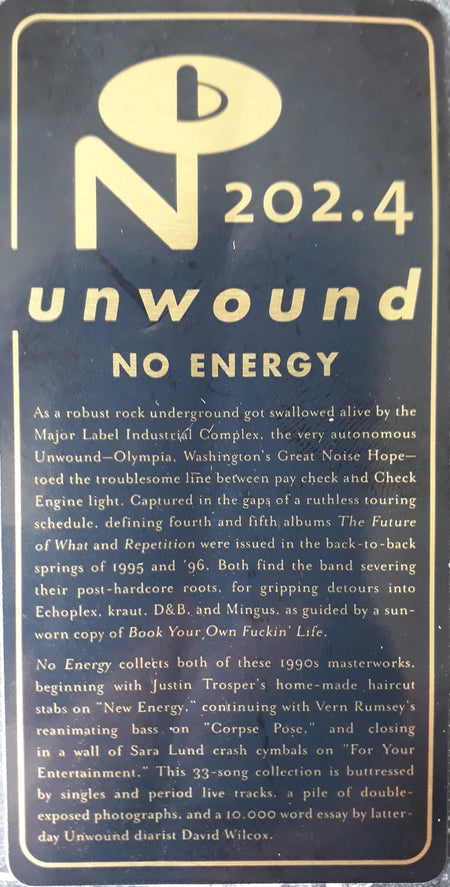 N
202.4
unwound
NO ENERGY
As a robust rock underground got swallowed alive by the
Major Label Industrial Complex, the very autonomous
Unwound—Olympia, Washington's Great Noise Hope—
toed the troublesome line between pay check and Check
Engine light. Captured in the gaps of a ruthless touring
schedule, defining fourth and fifth albums The Future
of What and Repetition were issued in the back-to-back
springs of 1995 and '96. Both find the band severing
their post-hardcore roots, for gripping detours into
Echoplex, kraut, D&B, and Mingus, as guided by a sun-
worn copy of Book Your Own Fuckin' Life.
No Energy collects both of these 1990s masterworks,
beginning with Justin Trosper's home-made haircut
stabs on "New Energy," continuing with Vern Rumsey's
reanimating bass on "Corpse Pose," and closing
in a wall of Sara Lund crash cymbals on "For Your
Entertainment." This 33-song collection is buttressed
by singles and period live tracks, a pile of double-
exposed photographs, and a 10,000 word essay by latter-
day Unwound diarist David Wilcox.